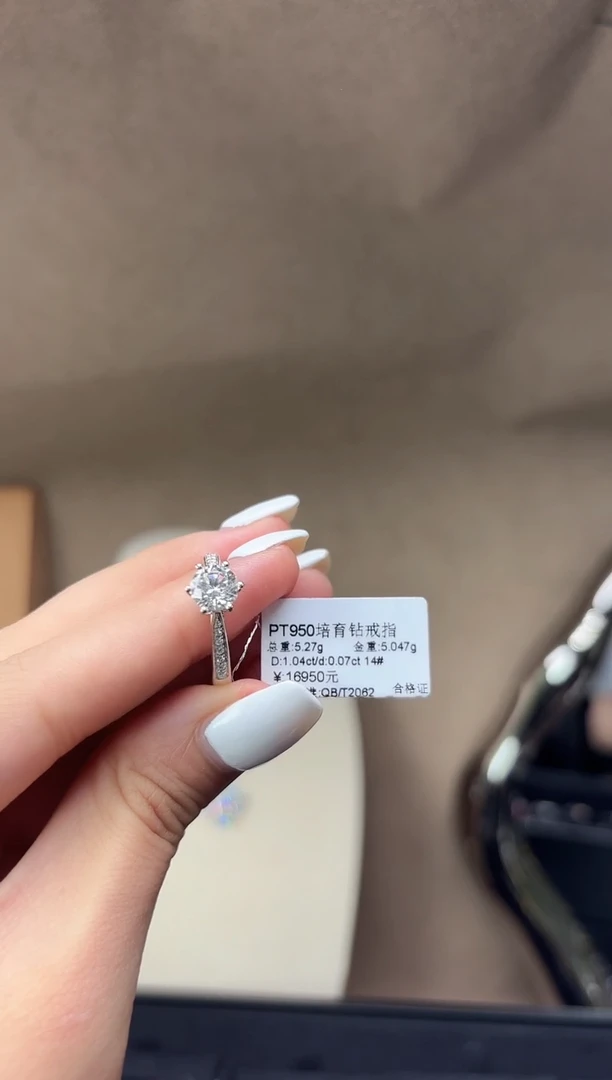 PT950培育钻戒指
总重:5.27g 金重:5.047g
D:1.04ct/d:0.07ct 14#
¥:16950元
准:QB/T2062 合格证